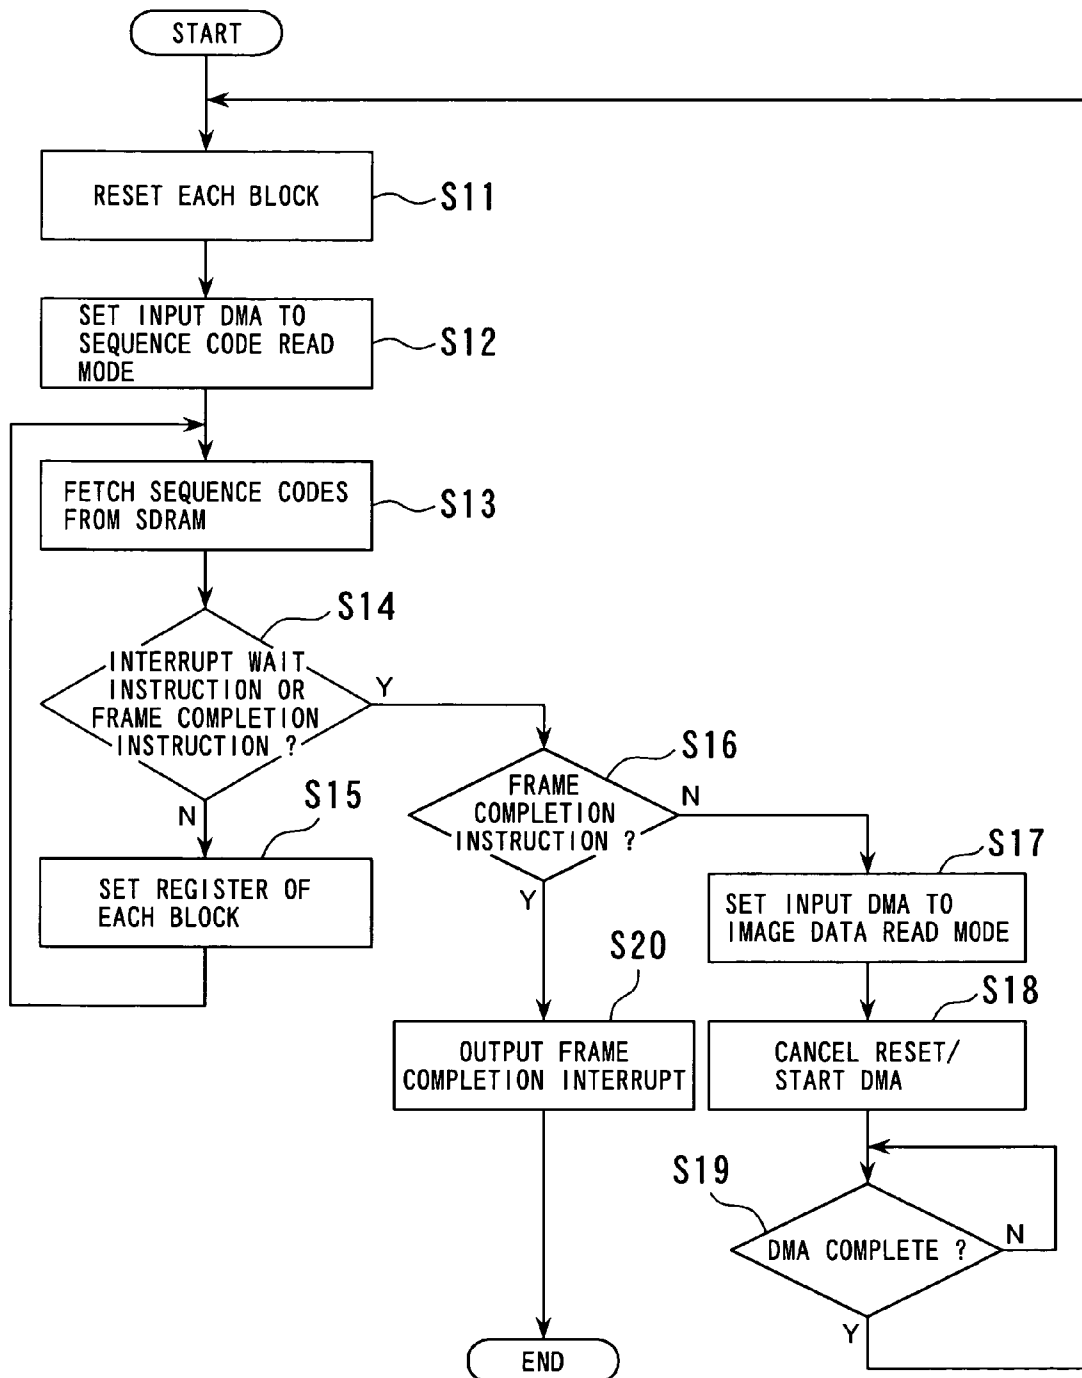 START
RESET EACH BLOCK
S11
SET INPUT DMA TO
SEQUENCE CODE READ
MODE
S12
FETCH SEQUENCE CODES
FROM SDRAM
S13
S14
INTERRUPT WAIT
INSTRUCTION OR
FRAME COMPLETION
INSTRUCTION ?
Y
N
S15
SET REGISTER OF
EACH BLOCK
S16
FRAME
COMPLETION
INSTRUCTION ?
N
Y
S17
SET INPUT DMA TO
IMAGE DATA READ MODE
S20
OUTPUT FRAME
COMPLETION INTERRUPT
S18
CANCEL RESET/
START DMA
S19
DMA COMPLETE ?
N
Y
END